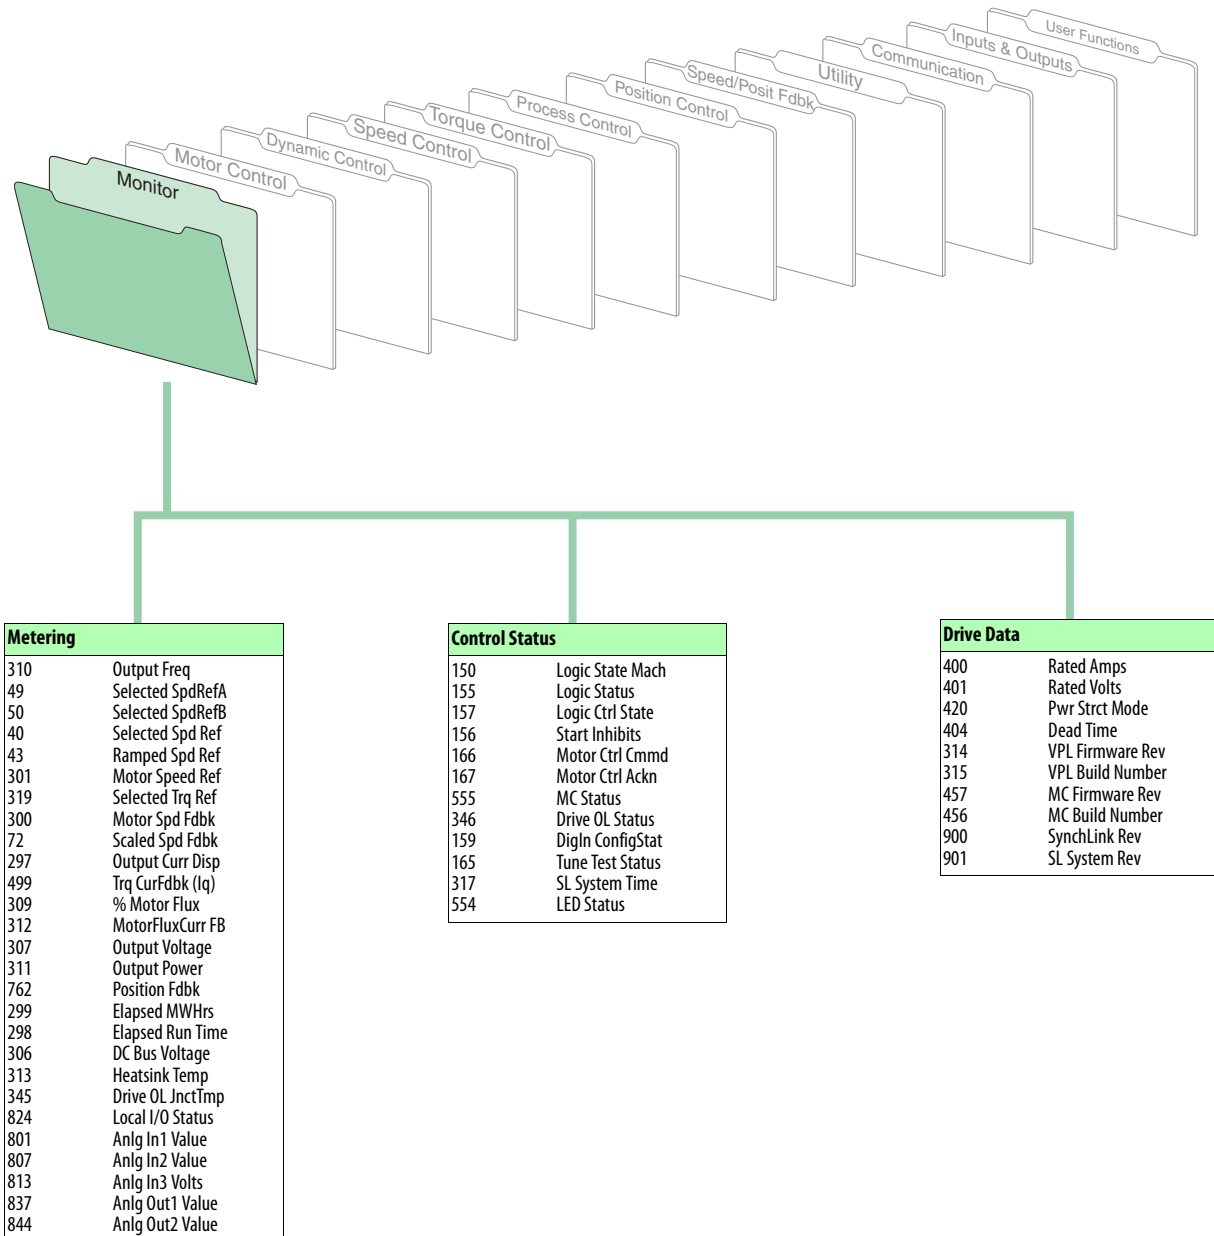 User Functions
Inputs & Outputs
Communication
Utility
Speed/Posit Fdbk
Position Control
Process Control
Torque Control
Speed Control
Dynamic Control
Motor Control
Monitor
Metering
310 Output Freq
49 Selected SpdRefA
50 Selected SpdRefB
40 Selected Spd Ref
43 Ramped Spd Ref
301 Motor Speed Ref
319 Selected Trq Ref
300 Motor Spd Fdbk
72 Scaled Spd Fdbk
297 Output Curr Disp
499 Trq CurFdbk (Iq)
309 % Motor Flux
312 MotorFluxCurr FB
307 Output Voltage
311 Output Power
762 Position Fdbk
299 Elapsed MWHrs
298 Elapsed Run Time
306 DC Bus Voltage
313 Heatsink Temp
345 Drive OL JnctTmp
824 Local I/O Status
801 Anlg In1 Value
807 Anlg In2 Value
813 Anlg In3 Volts
837 Anlg Out1 Value
844 Anlg Out2 Value
Control Status
150 Logic State Mach
155 Logic Status
157 Logic Ctrl State
156 Start Inhibits
166 Motor Ctrl Cmmd
167 Motor Ctrl Ackn
555 MC Status
346 Drive OL Status
159 DigIn ConfigStat
165 Tune Test Status
317 SL System Time
554 LED Status
Drive Data
400 Rated Amps
401 Rated Volts
420 Pwr Strct Mode
404 Dead Time
314 VPL Firmware Rev
315 VPL Build Number
457 MC Firmware Rev
456 MC Build Number
900 SynchLink Rev
901 SL System Rev